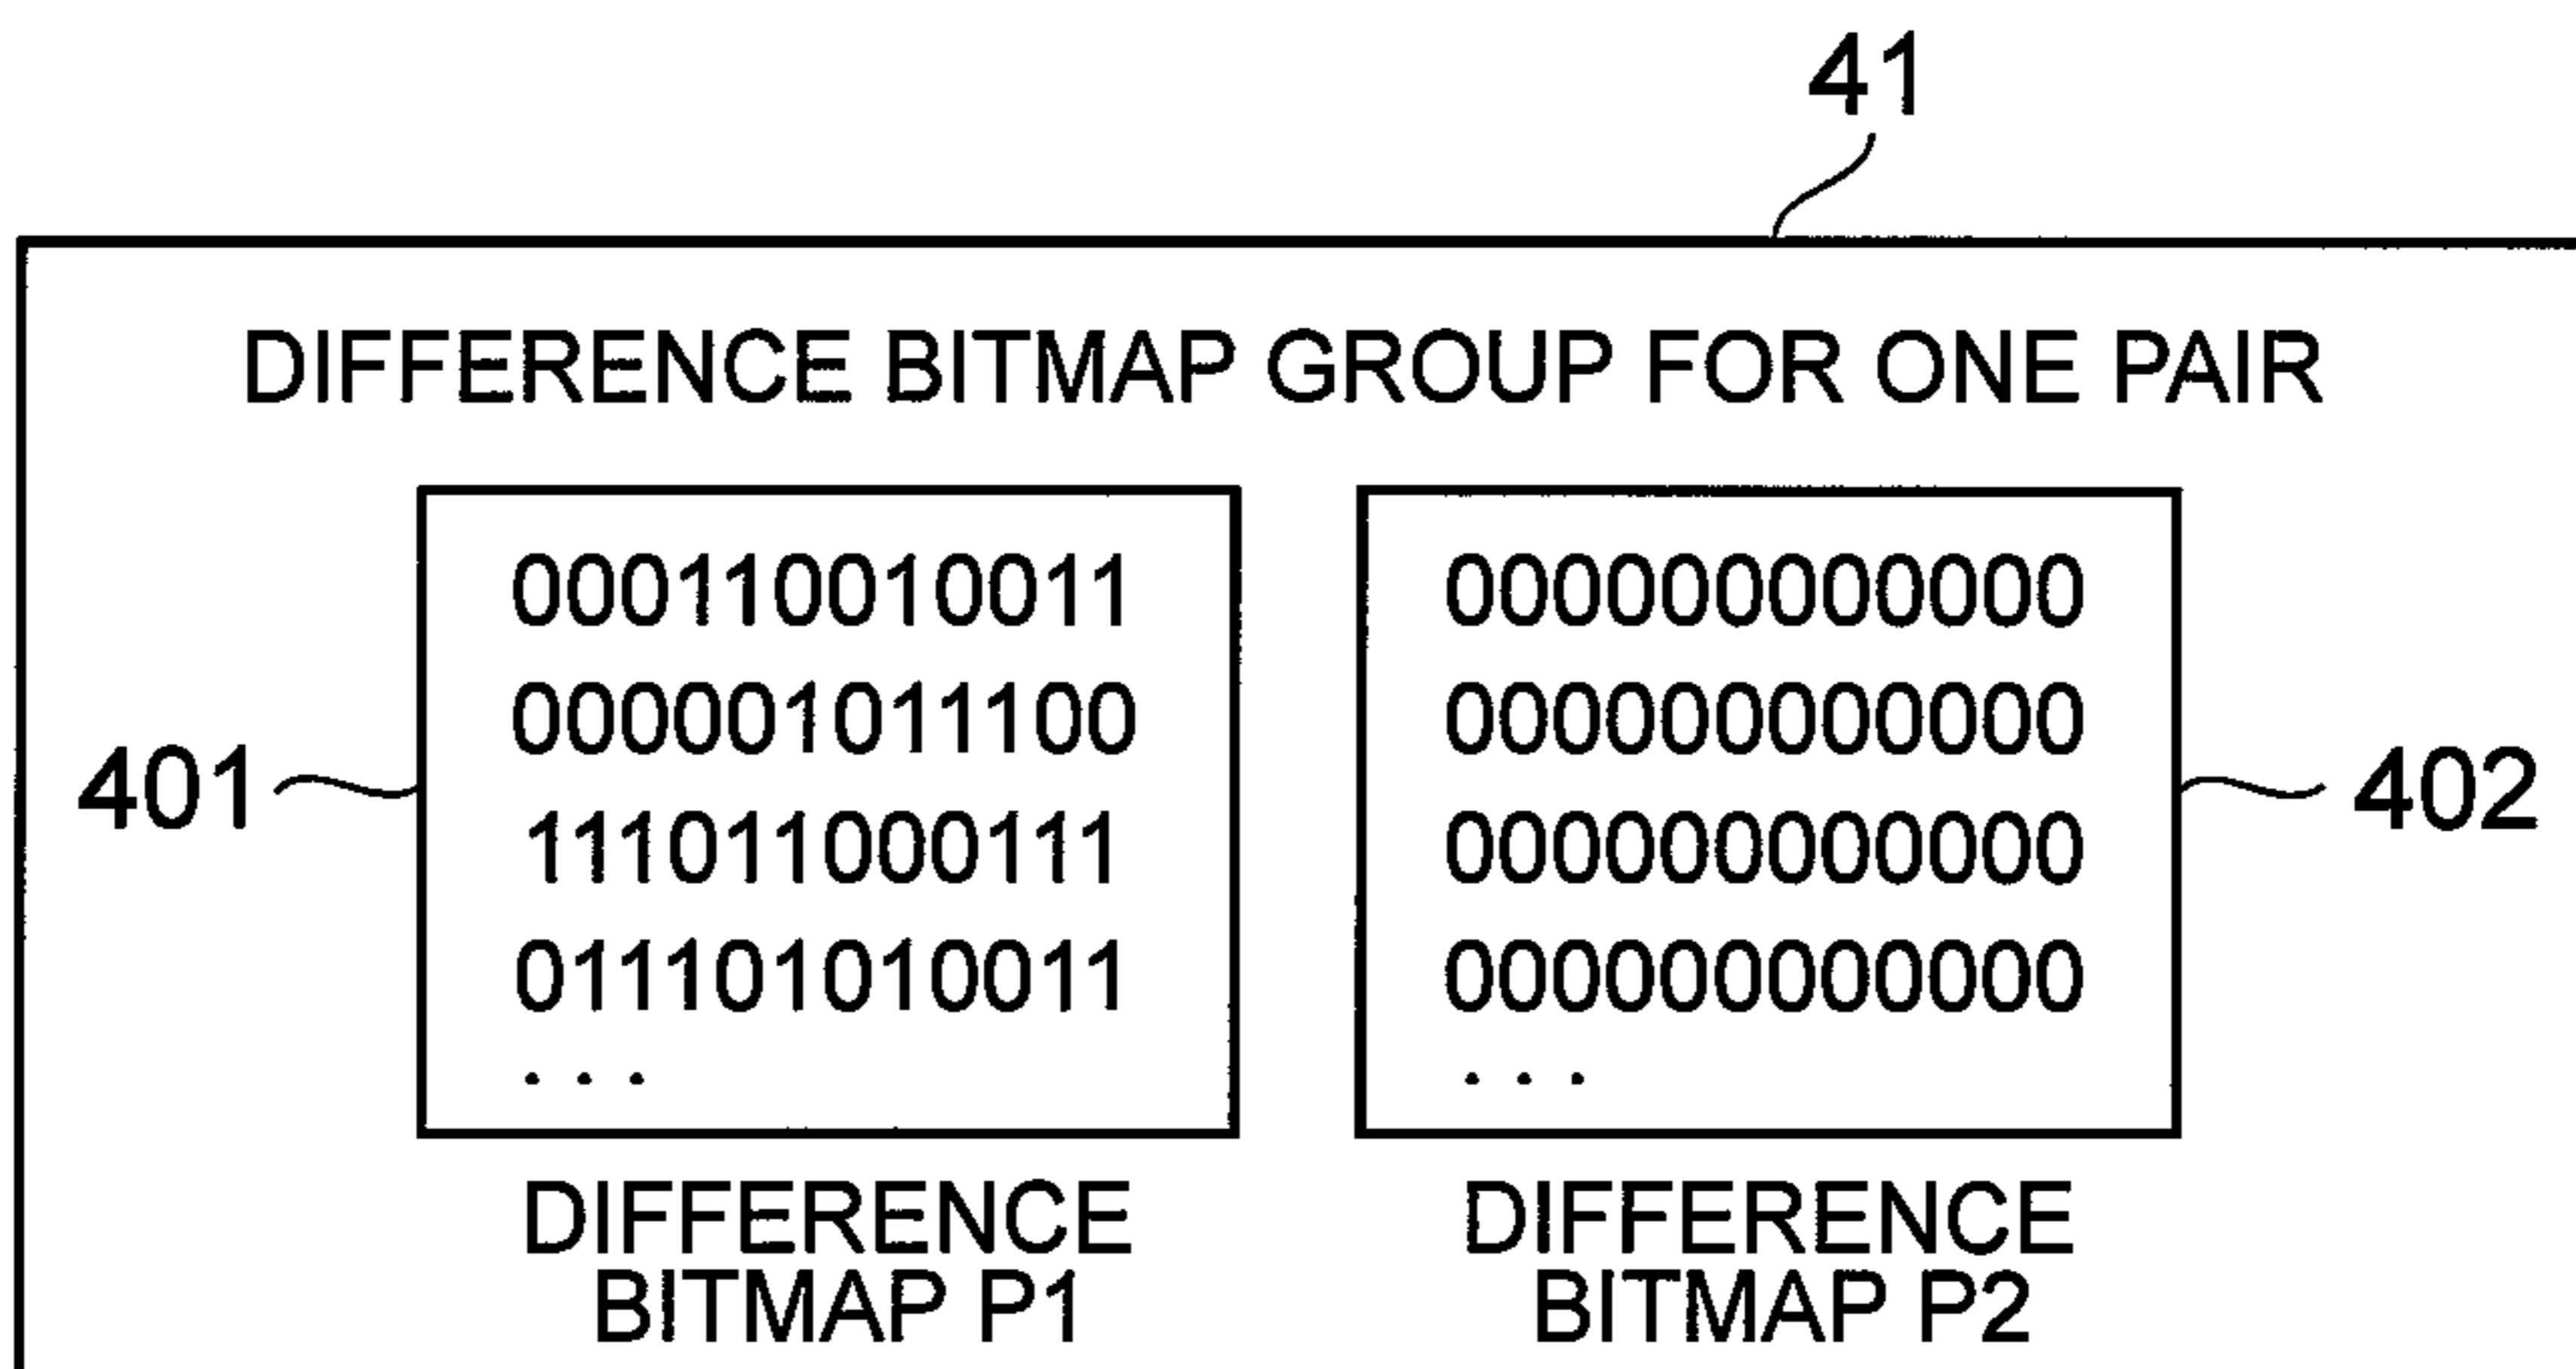 41
DIFFERENCE BITMAP GROUP FOR ONE PAIR
401
000110010011
000001011100
111011000111
011101010011
...
DIFFERENCE
BITMAP P1
000000000000
000000000000
000000000000
000000000000
...
402
DIFFERENCE
BITMAP P2